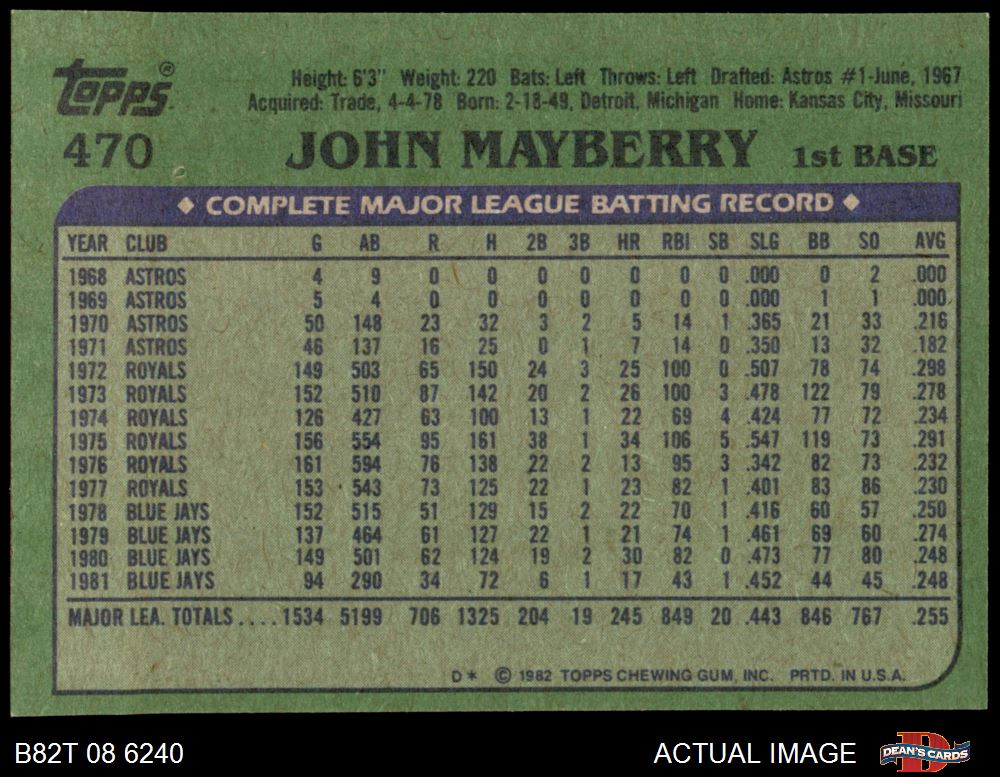 Topps®
Height: 6'3" Weight: 220 Bats: Left Throws: Left Drafted: Astros #1-June, 1967
Acquired: Trade, 4-4-78 Born: 2-18-49, Detroit, Michigan Home: Kansas City, Missouri
470 JOHN MAYBERRY 1st BASE
◆ COMPLETE MAJOR LEAGUE BATTING RECORD ◆
YEAR CLUB G AB R H 2B 3B HR RBI SB SLG BB SO AVG
1968 ASTROS 4 9 0 0 0 0 0 0 0 .000 0 2 .000
1969 ASTROS 5 4 0 0 0 0 0 0 0 .000 1 1 .000
1970 ASTROS 50 148 23 32 3 2 5 14 1 .365 21 33 .216
1971 ASTROS 46 137 16 25 0 1 7 14 0 .350 13 32 .182
1972 ROYALS 149 503 65 150 24 3 25 100 0 .507 78 74 .298
1973 ROYALS 152 510 87 142 20 2 26 100 3 .478 122 79 .278
1974 ROYALS 126 427 63 100 13 1 22 69 4 .424 77 72 .234
1975 ROYALS 156 554 95 161 38 1 34 106 5 .547 119 73 .291
1976 ROYALS 161 594 76 138 22 2 13 95 3 .342 82 73 .232
1977 ROYALS 153 543 73 125 22 1 23 82 1 .401 83 86 .230
1978 BLUE JAYS 152 515 51 129 15 2 22 70 1 .416 60 57 .250
1979 BLUE JAYS 137 464 61 127 22 1 21 74 1 .461 69 60 .274
1980 BLUE JAYS 149 501 62 124 19 2 30 82 0 .473 77 80 .248
1981 BLUE JAYS 94 290 34 72 6 1 17 43 1 .452 44 45 .248
MAJOR LEA. TOTALS....1534 5199 706 1325 204 19 245 849 20 .443 846 767 .255
D* © 1982 TOPPS CHEWING GUM, INC. PRTD. IN U.S.A.
B82T 08 6240 ACTUAL IMAGE DEAN'S CARDS